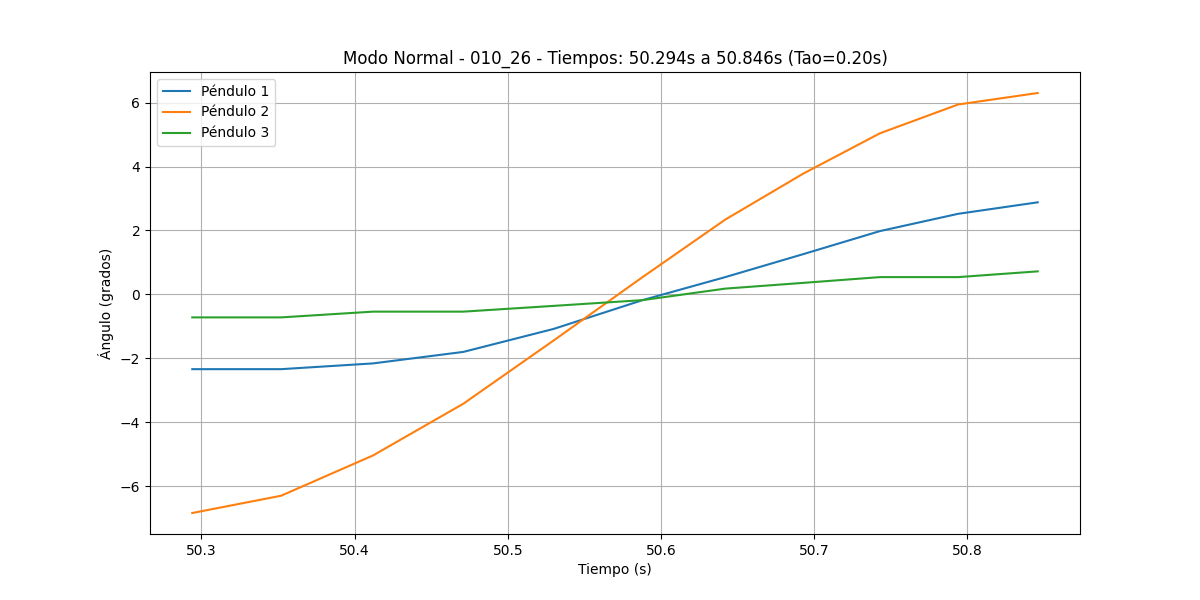 Modo Normal - 010_26 - Tiempos: 50.294s a 50.846s (Tao=0.20s)
Péndulo 1
Péndulo 2
Péndulo 3
Ángulo (grados)
6
4
2
0
−2
−4
−6
50.3 50.4 50.5 50.6 50.7 50.8
Tiempo (s)